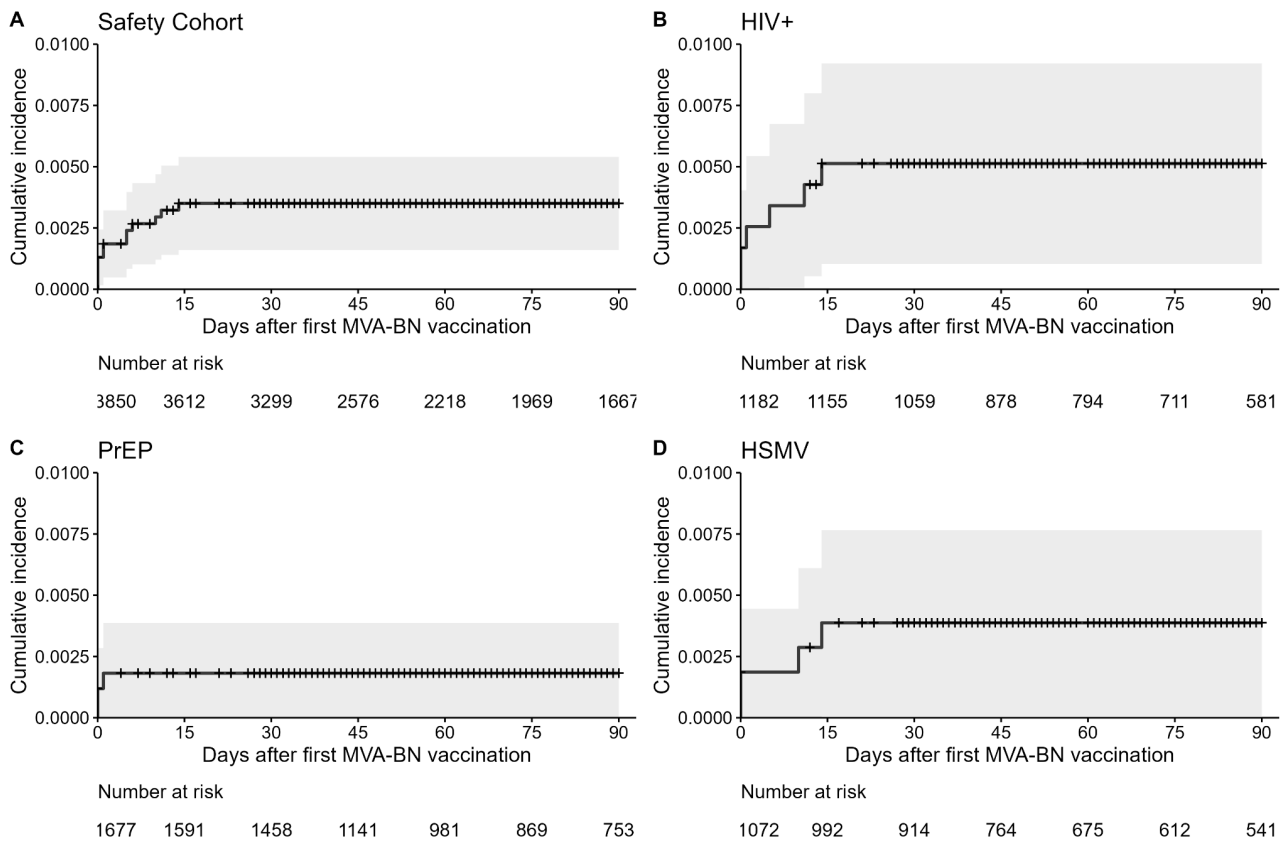 A Safety Cohort
0.0100
0.0075
0.0050
0.0025
0.0000
Cumulative incidence
0 15 30 45 60 75 90
Days after first MVA-BN vaccination
Number at risk
3850 3612 3299 2576 2218 1969 1667
B HIV+
0.0100
0.0075
0.0050
0.0025
0.0000
Cumulative incidence
0 15 30 45 60 75 90
Days after first MVA-BN vaccination
Number at risk
1182 1155 1059 878 794 711 581
C PrEP
0.0100
0.0075
0.0050
0.0025
0.0000
Cumulative incidence
0 15 30 45 60 75 90
Days after first MVA-BN vaccination
Number at risk
1677 1591 1458 1141 981 869 753
D HSMV
0.0100
0.0075
0.0050
0.0025
0.0000
Cumulative incidence
0 15 30 45 60 75 90
Days after first MVA-BN vaccination
Number at risk
1072 992 914 764 675 612 541